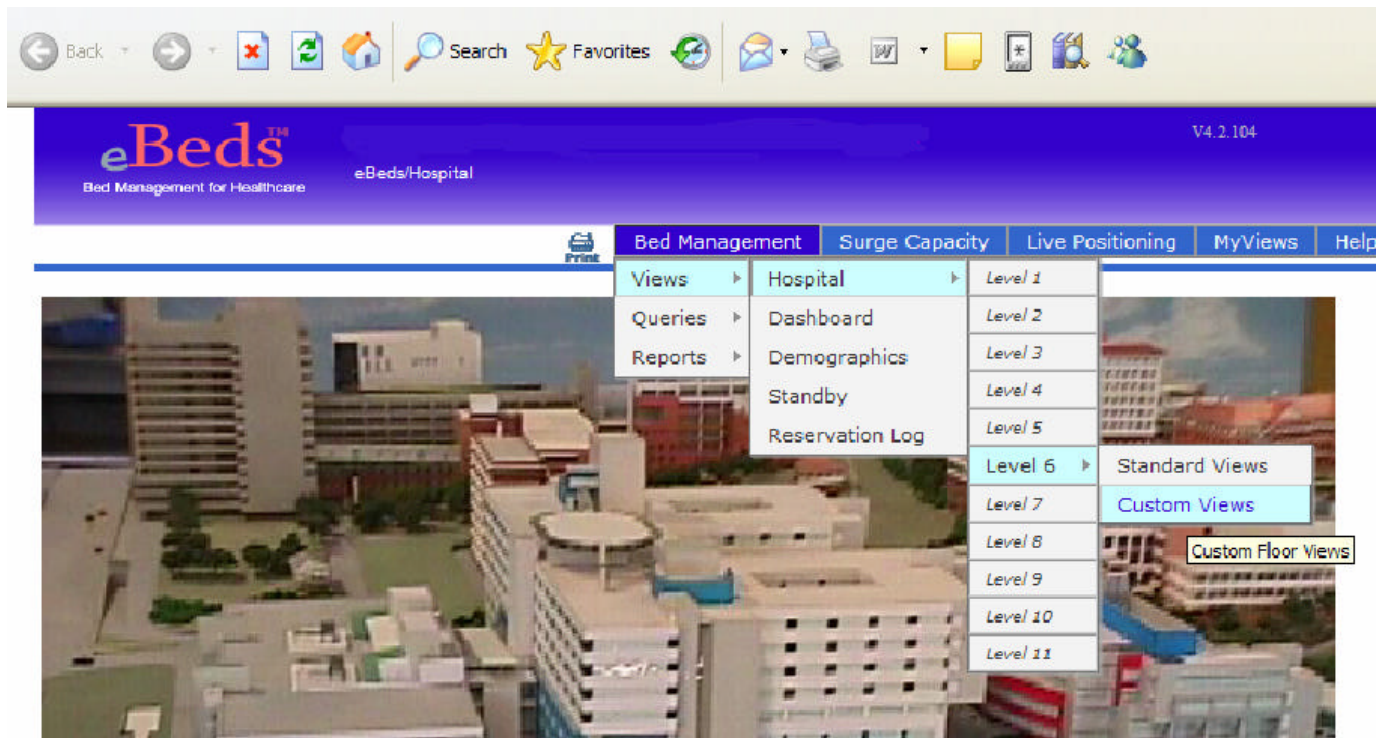 Back
Search
Favorites
eBeds™
Bed Management for Healthcare
eBeds/Hospital
V4.2.104
Print
Bed Management
Surge Capacity
Live Positioning
MyViews
Help
Views
Queries
Reports
Hospital
Dashboard
Demographics
Standby
Reservation Log
Level 1
Level 2
Level 3
Level 4
Level 5
Level 6
Level 7
Level 8
Level 9
Level 10
Level 11
Standard Views
Custom Views
Custom Floor Views